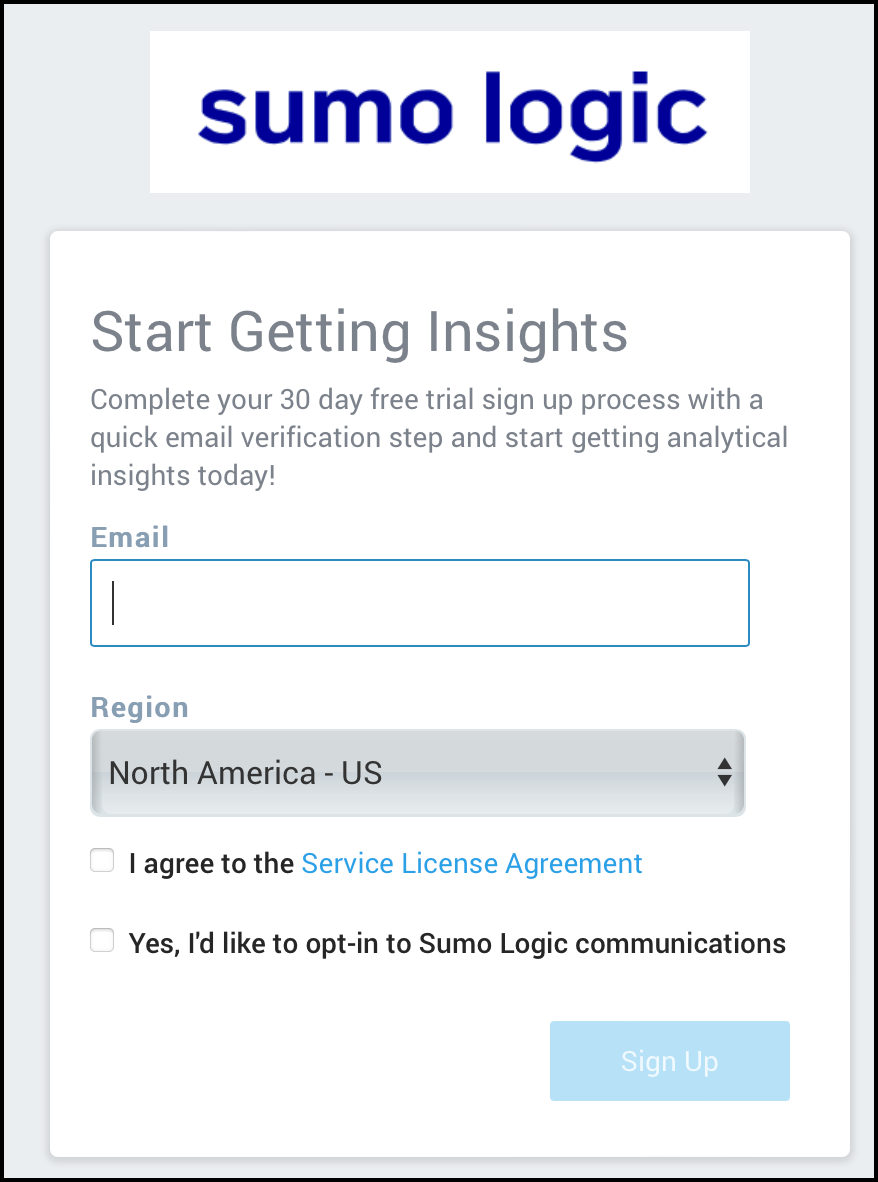 sumo logic
Start Getting Insights
Complete your 30 day free trial sign up process with a
quick email verification step and start getting analytical
insights today!
Email
Region
North America - US
I agree to the Service License Agreement
Yes, I'd like to opt-in to Sumo Logic communications
Sign Up